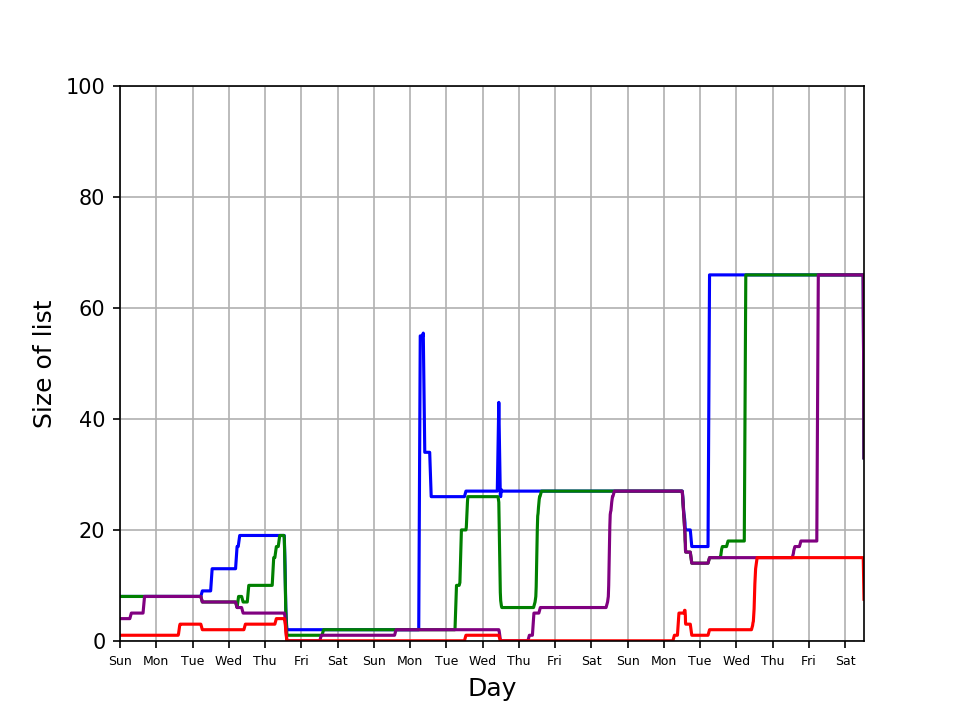 100
80
60
40
20
0
Size of list
Sun Mon Tue Wed Thu Fri Sat Sun Mon Tue Wed Thu Fri Sat Sun Mon Tue Wed Thu Fri Sat
Day